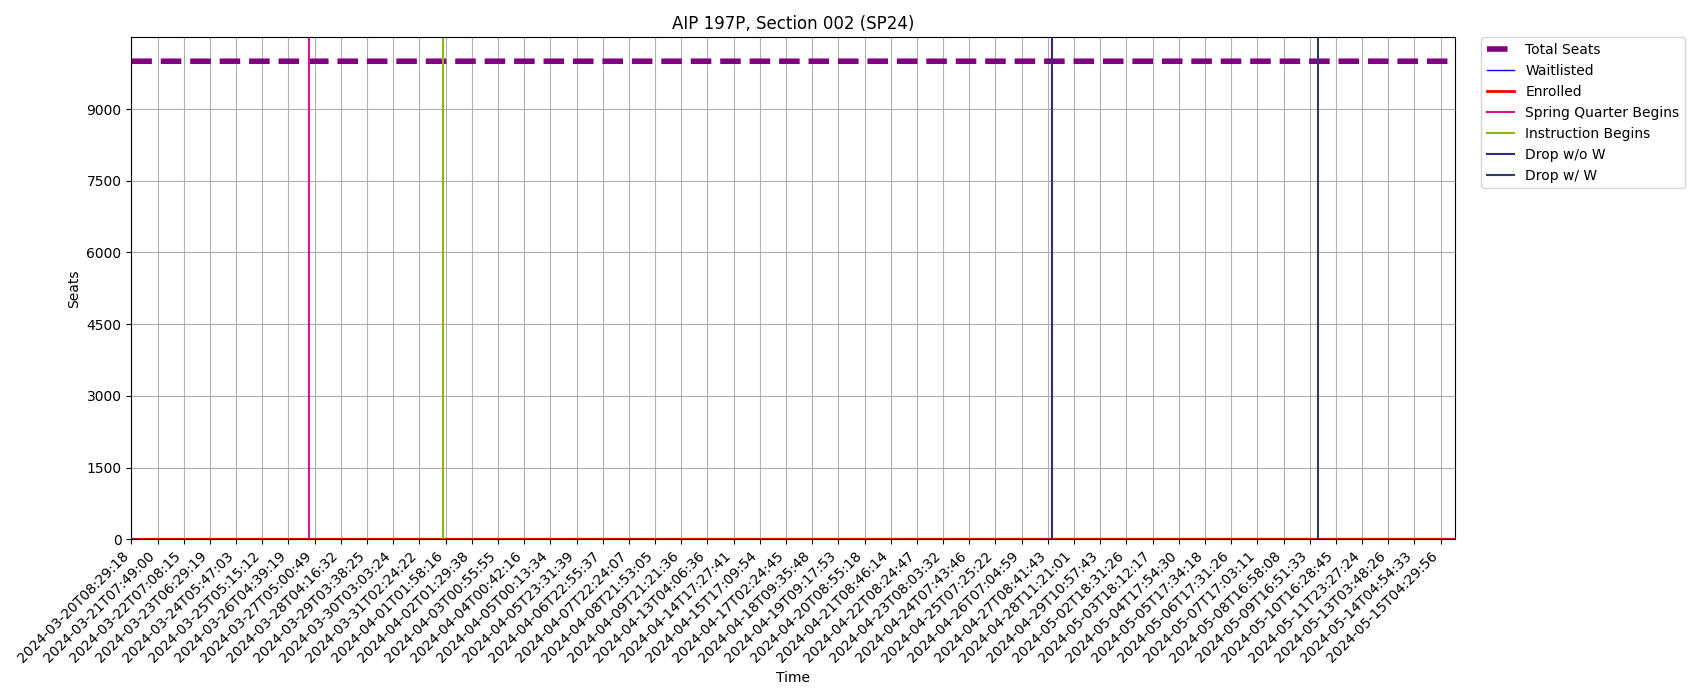 AIP 197P, Section 002 (SP24)
Total Seats
Waitlisted
Enrolled
Spring Quarter Begins
Instruction Begins
Drop w/o W
Drop w/ W
Seats
9000
7500
6000
4500
3000
1500
0
2024-03-20T08:29:18
2024-03-21T07:49:00
2024-03-22T07:08:15
2024-03-23T06:29:19
2024-03-24T05:47:03
2024-03-25T05:15:12
2024-03-26T04:39:19
2024-03-27T05:00:49
2024-03-28T04:16:32
2024-03-29T03:38:25
2024-03-30T03:03:24
2024-03-31T02:24:22
2024-04-01T01:58:16
2024-04-02T01:29:38
2024-04-03T00:55:55
2024-04-04T00:42:16
2024-04-05T00:13:34
2024-04-05T23:31:39
2024-04-06T22:55:37
2024-04-07T22:24:07
2024-04-08T21:53:05
2024-04-09T21:21:36
2024-04-13T04:06:36
2024-04-14T17:27:41
2024-04-15T17:09:54
2024-04-17T02:24:45
2024-04-18T09:35:48
2024-04-19T09:17:53
2024-04-20T08:55:18
2024-04-21T08:46:14
2024-04-22T08:24:47
2024-04-23T08:03:32
2024-04-24T07:43:46
2024-04-25T07:25:22
2024-04-26T07:04:59
2024-04-27T08:41:43
2024-04-28T11:21:01
2024-04-29T10:57:43
2024-05-02T18:31:26
2024-05-03T18:12:17
2024-05-04T17:54:30
2024-05-05T17:34:18
2024-05-06T17:31:26
2024-05-07T17:03:11
2024-05-08T16:58:08
2024-05-09T16:51:33
2024-05-10T16:28:45
2024-05-11T23:27:24
2024-05-13T03:48:26
2024-05-14T04:54:33
2024-05-15T04:29:56
Time